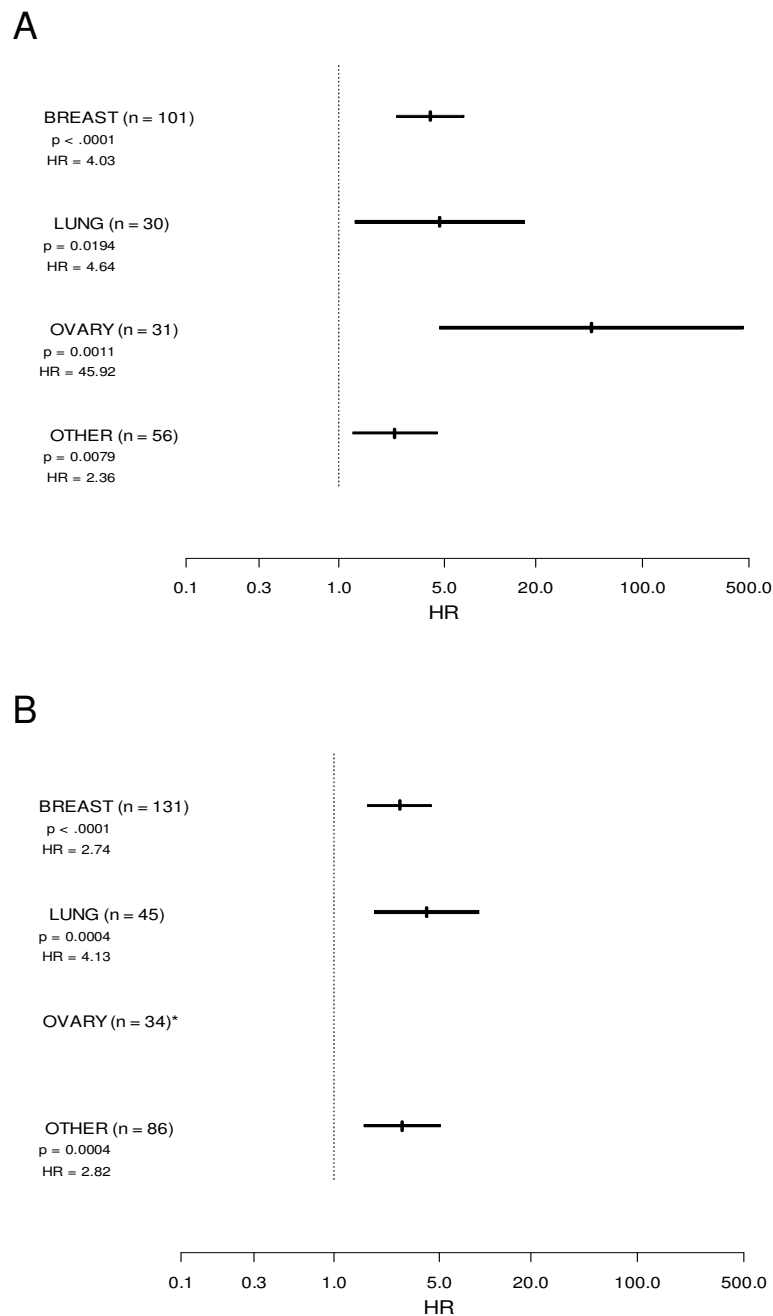 A
BREAST (n = 101)
p < .0001
HR = 4.03
LUNG (n = 30)
p = 0.0194
HR = 4.64
OVARY (n = 31)
p = 0.0011
HR = 45.92
OTHER (n = 56)
p = 0.0079
HR = 2.36
0.1 0.3 1.0 5.0 20.0 100.0 500.0
HR
B
BREAST (n = 131)
p < .0001
HR = 2.74
LUNG (n = 45)
p = 0.0004
HR = 4.13
OVARY (n = 34)*
OTHER (n = 86)
p = 0.0004
HR = 2.82
0.1 0.3 1.0 5.0 20.0 100.0 500.0
HR